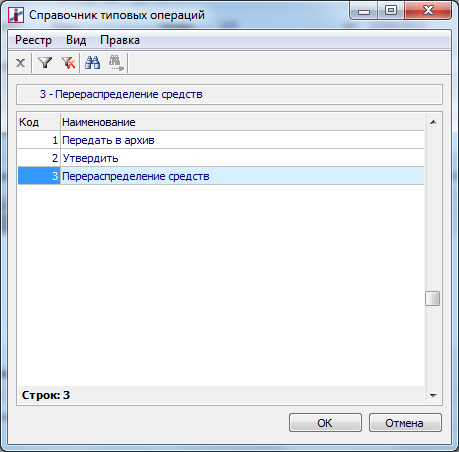 Справочник типовых операций
Реестр Вид Правка
3 - Перераспределение средств
Код Наименование
1 Передать в архив
2 Утвердить
3 Перераспределение средств
Строк: 3
OK Отмена